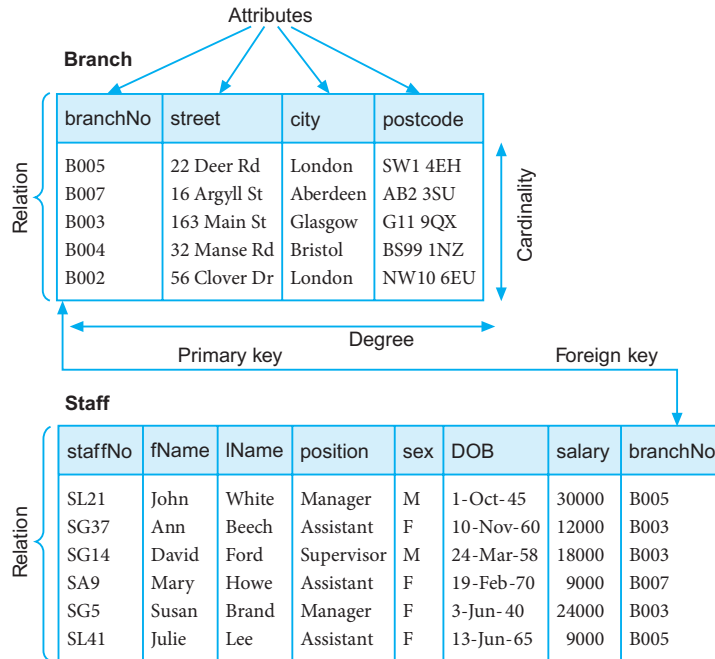 Attributes
Branch
branchNo street city postcode
B005 22 Deer Rd London SW1 4EH
B007 16 Argyll St Aberdeen AB2 3SU
B003 163 Main St Glasgow G11 9QX
B004 32 Manse Rd Bristol BS99 1NZ
B002 56 Clover Dr London NW10 6EU
Relation
Cardinality
Degree
Primary key
Foreign key
Staff
staffNo fName lName position sex DOB salary branchNo
SL21 John White Manager M 1-Oct-45 30000 B005
SG37 Ann Beech Assistant F 10-Nov-60 12000 B003
SG14 David Ford Supervisor M 24-Mar-58 18000 B003
SA9 Mary Howe Assistant F 19-Feb-70 9000 B007
SG5 Susan Brand Manager F 3-Jun-40 24000 B003
SL41 Julie Lee Assistant F 13-Jun-65 9000 B005
Relation